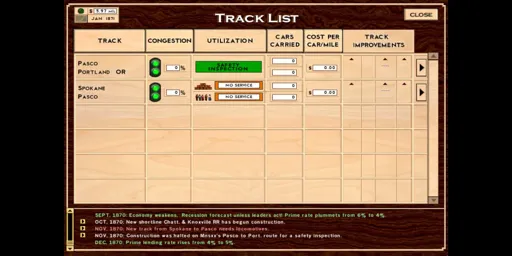 TRACK LIST
CLOSE
JAN 1871
TRACK
CONGESTION
UTILIZATION
CARS CARRIED
COST PER CAR/MILE
TRACK IMPROVEMENTS
PASCO
PORTLAND OR
0 %
SAFETY INSPECTION
0
0
$ 0.00
SPOKANE
PASCO
0 %
NO SERVICE
NO SERVICE
0
0
$ 0.00
SEPT. 1870: Economy weakens. Recession forecast unless leaders act! Prime rate plummets from 6% to 4%.
OCT. 1870: New shortline Chatt. & Knoxville RR has begun construction.
NOV. 1870: New track from Spokane to Pasco needs locomotives.
NOV. 1870: Construction was halted on Mosby's Pasco to Port. route for a safety inspection.
DEC. 1870: Prime lending rate rises from 4% to 5%.